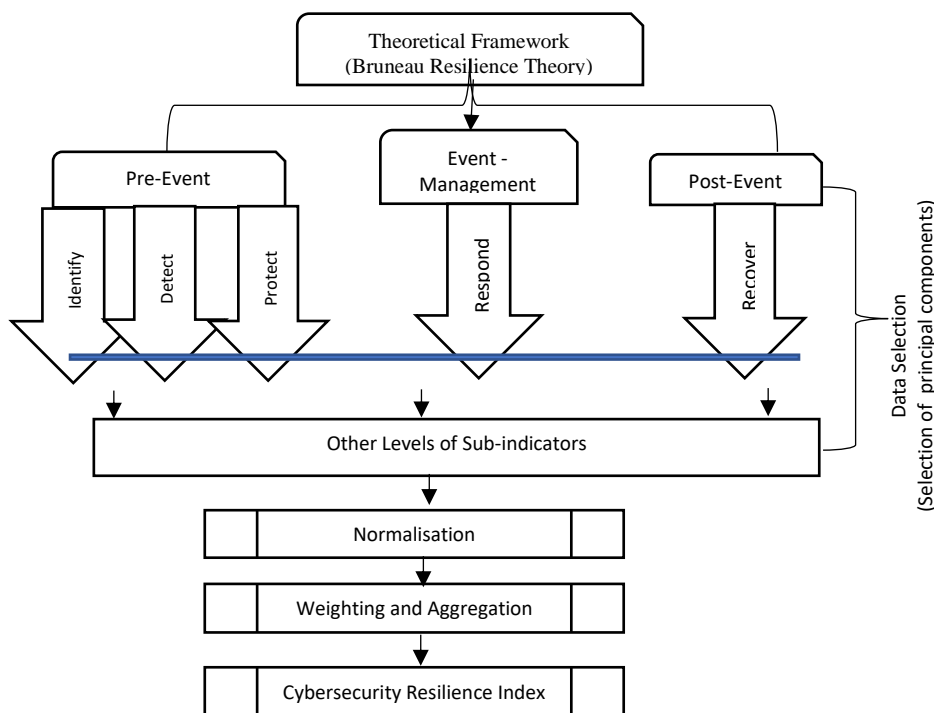 Theoretical Framework
(Bruneau Resilience Theory)
Pre-Event
Event -
Management
Post-Event
Identify
Detect
Protect
Respond
Recover
Data Selection
(Selection of principal components)
Other Levels of Sub-indicators
Normalisation
Weighting and Aggregation
Cybersecurity Resilience Index